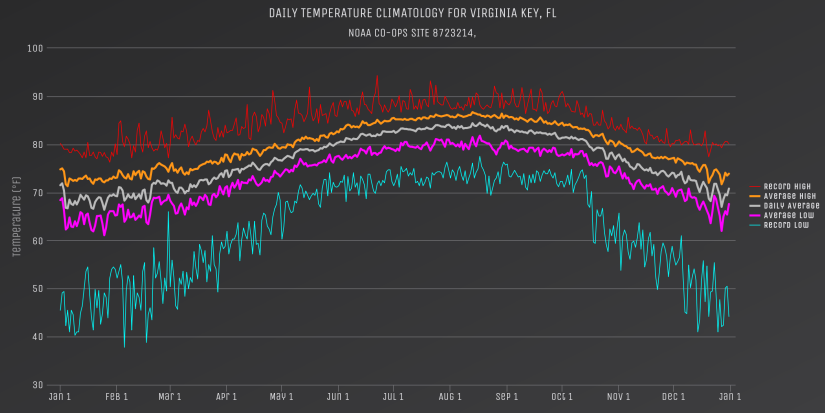 DAILY TEMPERATURE CLIMATOLOGY FOR VIRGINIA KEY, FL
NOAA CO-OPS SITE 8723214,
100
90
80
70
60
50
40
30
Temperature (°F)
Jan 1
Feb 1
Mar 1
Apr 1
May 1
Jun 1
Jul 1
Aug 1
Sep 1
Oct 1
Nov 1
Dec 1
Jan 1
Record High
Average High
Daily Average
Average Low
Record Low